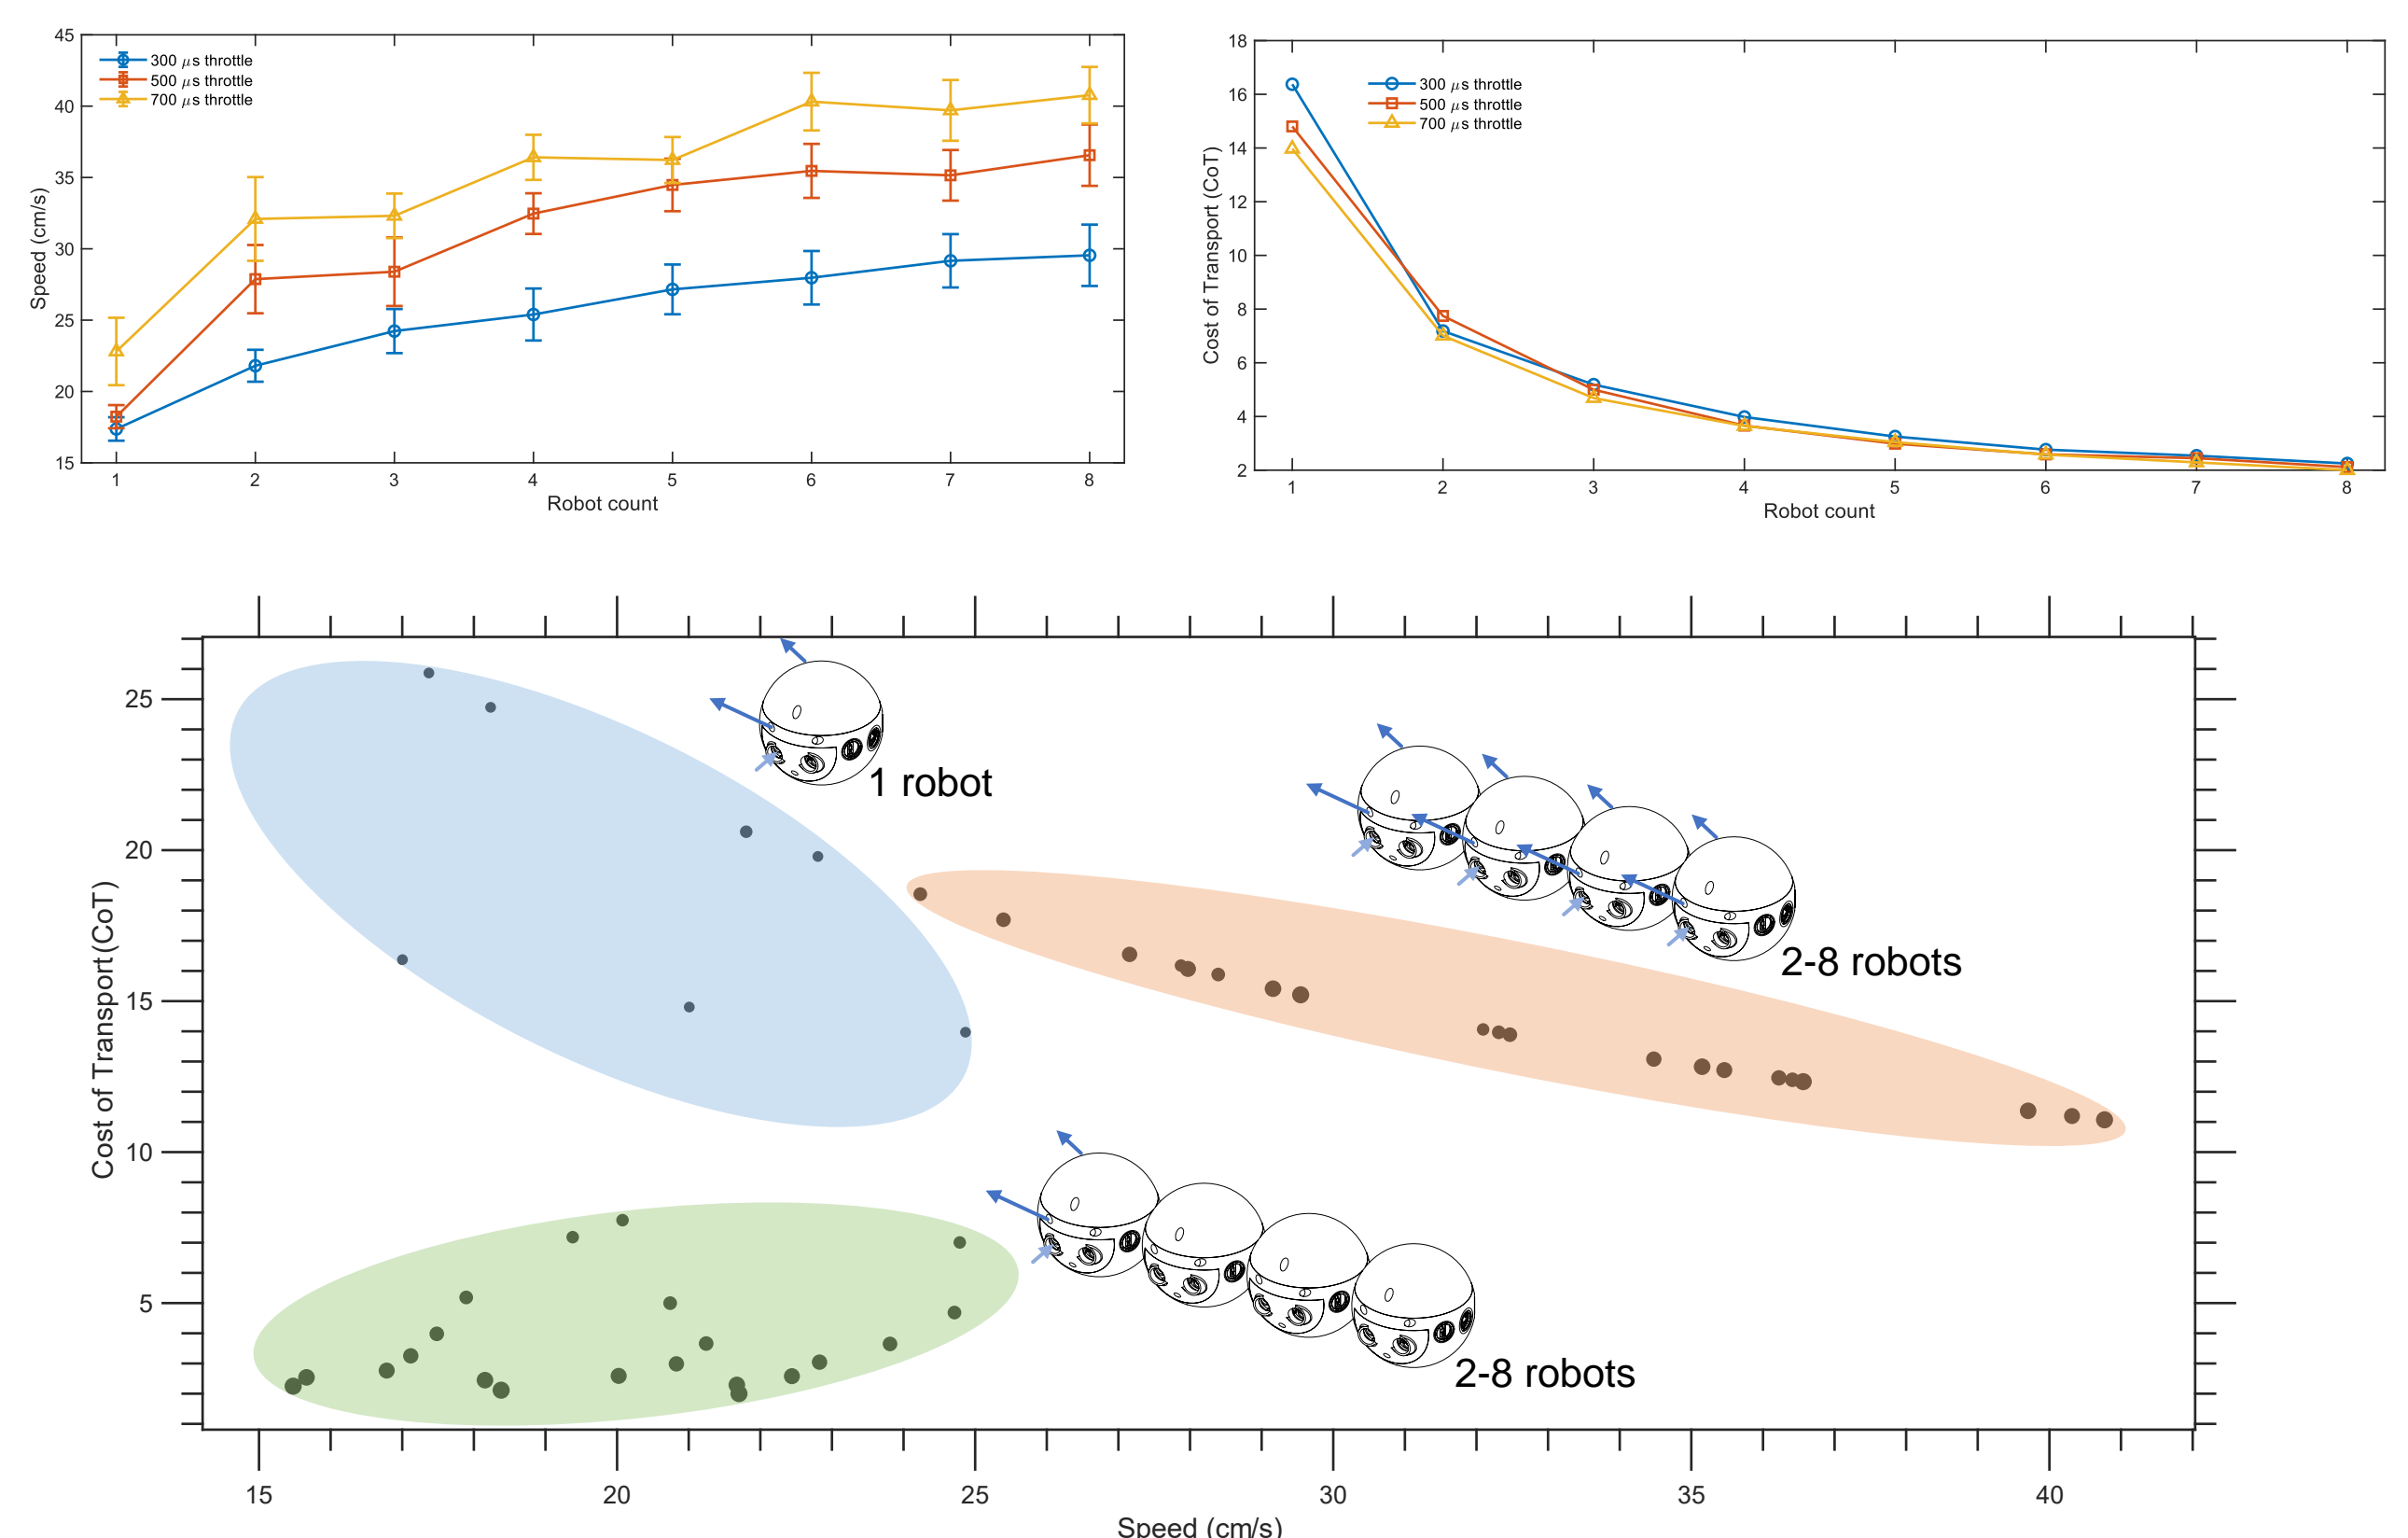 45
40
35
30
25
20
15
Speed (cm/s)
300 μs throttle
500 μs throttle
700 μs throttle
1 2 3 4 5 6 7 8
Robot count
18
16
14
12
10
8
6
4
2
Cost of Transport (CoT)
300 μs throttle
500 μs throttle
700 μs throttle
1 2 3 4 5 6 7 8
Robot count
25
20
15
10
5
Cost of Transport (CoT)
1 robot
2-8 robots
2-8 robots
15 20 25 30 35 40
Speed (cm/s)